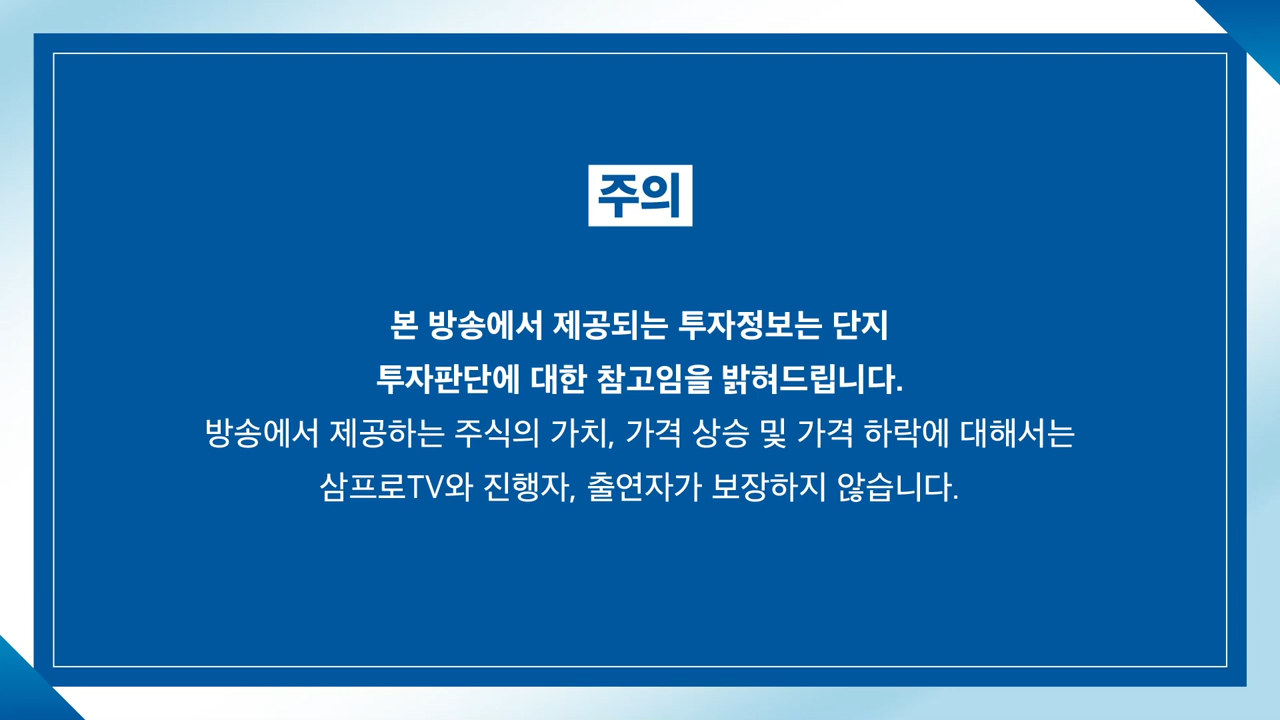 주의
본 방송에서 제공되는 투자정보는 단지
투자판단에 대한 참고임을 밝혀드립니다.
방송에서 제공하는 주식의 가치, 가격 상승 및 가격 하락에 대해서는
삼프로TV와 진행자, 출연자가 보장하지 않습니다.